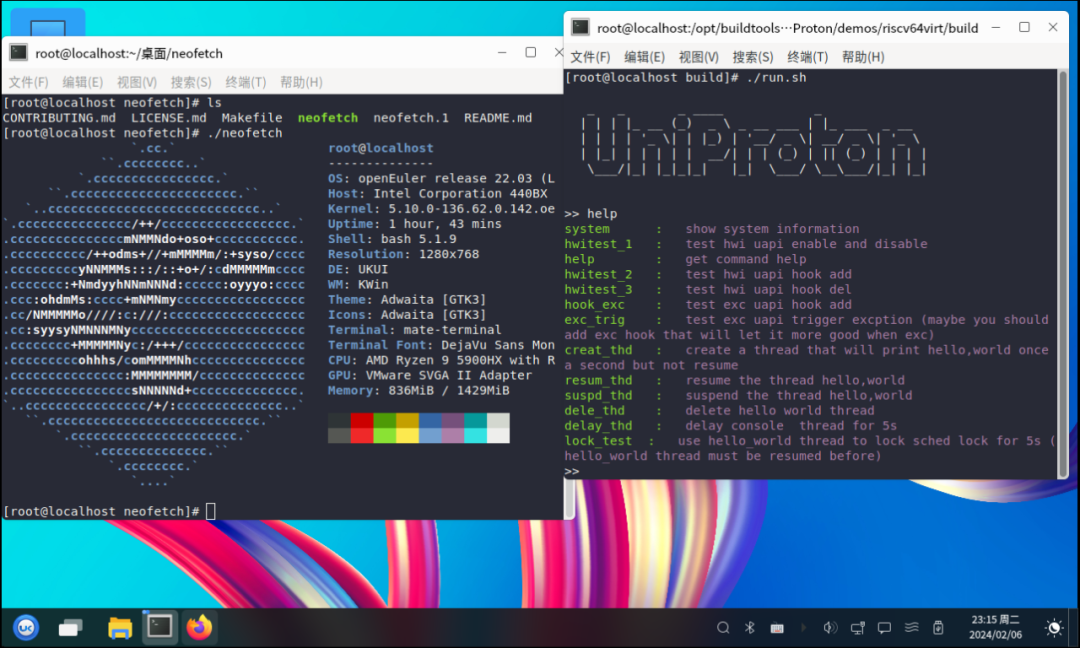 root@localhost:~/桌面/neofetch
文件(F) 编辑(E) 视图(V) 搜索(S) 终端(T) 帮助(H)
[root@localhost neofetch]# ls
CONTRIBUTING.md LICENSE.md Makefile neofetch neofetch.1 README.md
[root@localhost neofetch]# ./neofetch
root@localhost
--------------
OS: openEuler release 22.03 (L
Host: Intel Corporation 440BX
Kernel: 5.10.0-136.62.0.142.oe
Uptime: 1 hour, 43 mins
Shell: bash 5.1.9
Resolution: 1280x768
DE: UKUI
WM: KWin
Theme: Adwaita [GTK3]
Icons: Adwaita [GTK3]
Terminal: mate-terminal
Terminal Font: DejaVu Sans Mon
CPU: AMD Ryzen 9 5900HX with R
GPU: VMware SVGA II Adapter
Memory: 836MiB / 1429MiB
[root@localhost neofetch]#
root@localhost:/opt/buildtools···Proton/demos/riscv64virt/build
文件(F) 编辑(E) 视图(V) 搜索(S) 终端(T) 帮助(H)
[root@localhost build]# ./run.sh
UniProton
>> help
system : show system information
hwitest_1 : test hwi uapi enable and disable
help : get command help
hwitest_2 : test hwi uapi hook add
hwitest_3 : test hwi uapi hook del
hook_exc : test exc uapi hook add
exc_trig : test exc uapi trigger excption (maybe you should
add exc hook that will let it more good when exc)
creat_thd : create a thread that will print hello,world once
a second but not resume
resum_thd : resume the thread hello,world
suspd_thd : suspend the thread hello,world
dele_thd : delete hello world thread
delay_thd : delay console thread for 5s
lock_test : use hello_world thread to lock sched lock for 5s (
hello_world thread must be resumed before)
>>
23:15 周二
2024/02/06